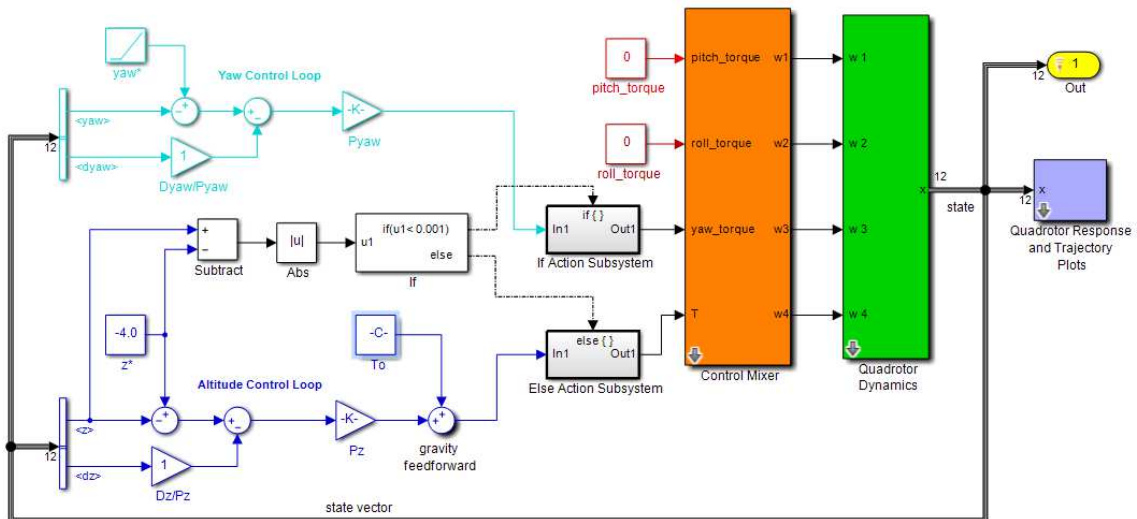 yaw*
Yaw Control Loop
<yaw>
12
<dyaw>
1
Dyaw/Pyaw
-K-
Pyaw
0
pitch_torque
0
roll_torque
pitch_torque
w1
roll_torque
w2
yaw_torque
w3
T
w4
Control Mixer
w 1
w 2
w 3
w 4
x
Quadrotor
Dynamics
12
state
12
1
Out
12
x
Quadrotor Response
and Trajectory
Plots
Subtract
|u|
Abs
u1
if(u1< 0.001)
else
If
if { }
In1
Out1
If Action Subsystem
else { }
In1
Out1
Else Action Subsystem
-4.0
z*
Altitude Control Loop
-C-
To
12
<z>
<dz>
1
Dz/Pz
-K-
Pz
gravity
feedforward
state vector